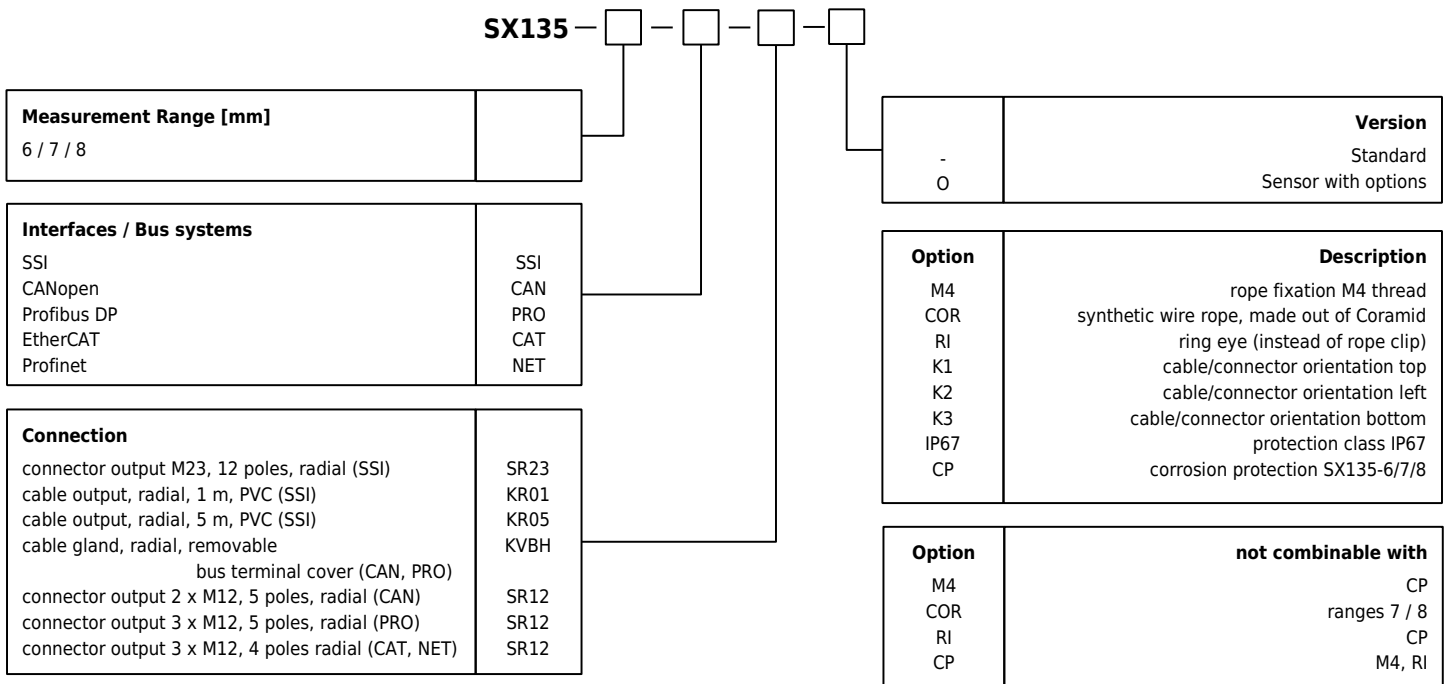 SX135
Measurement Range [mm]
6 / 7 / 8
Interfaces / Bus systems
SSI SSI
CANopen CAN
Profibus DP PRO
EtherCAT CAT
Profinet NET
Connection
connector output M23, 12 poles, radial (SSI) SR23
cable output, radial, 1 m, PVC (SSI) KR01
cable output, radial, 5 m, PVC (SSI) KR05
cable gland, radial, removable KVBH
bus terminal cover (CAN, PRO)
connector output 2 x M12, 5 poles, radial (CAN) SR12
connector output 3 x M12, 5 poles, radial (PRO) SR12
connector output 3 x M12, 4 poles radial (CAT, NET) SR12
Version
- Standard
O Sensor with options
Option Description
M4 rope fixation M4 thread
COR synthetic wire rope, made out of Coramid
RI ring eye (instead of rope clip)
K1 cable/connector orientation top
K2 cable/connector orientation left
K3 cable/connector orientation bottom
IP67 protection class IP67
CP corrosion protection SX135-6/7/8
Option not combinable with
M4 CP
COR ranges 7 / 8
RI CP
CP M4, RI